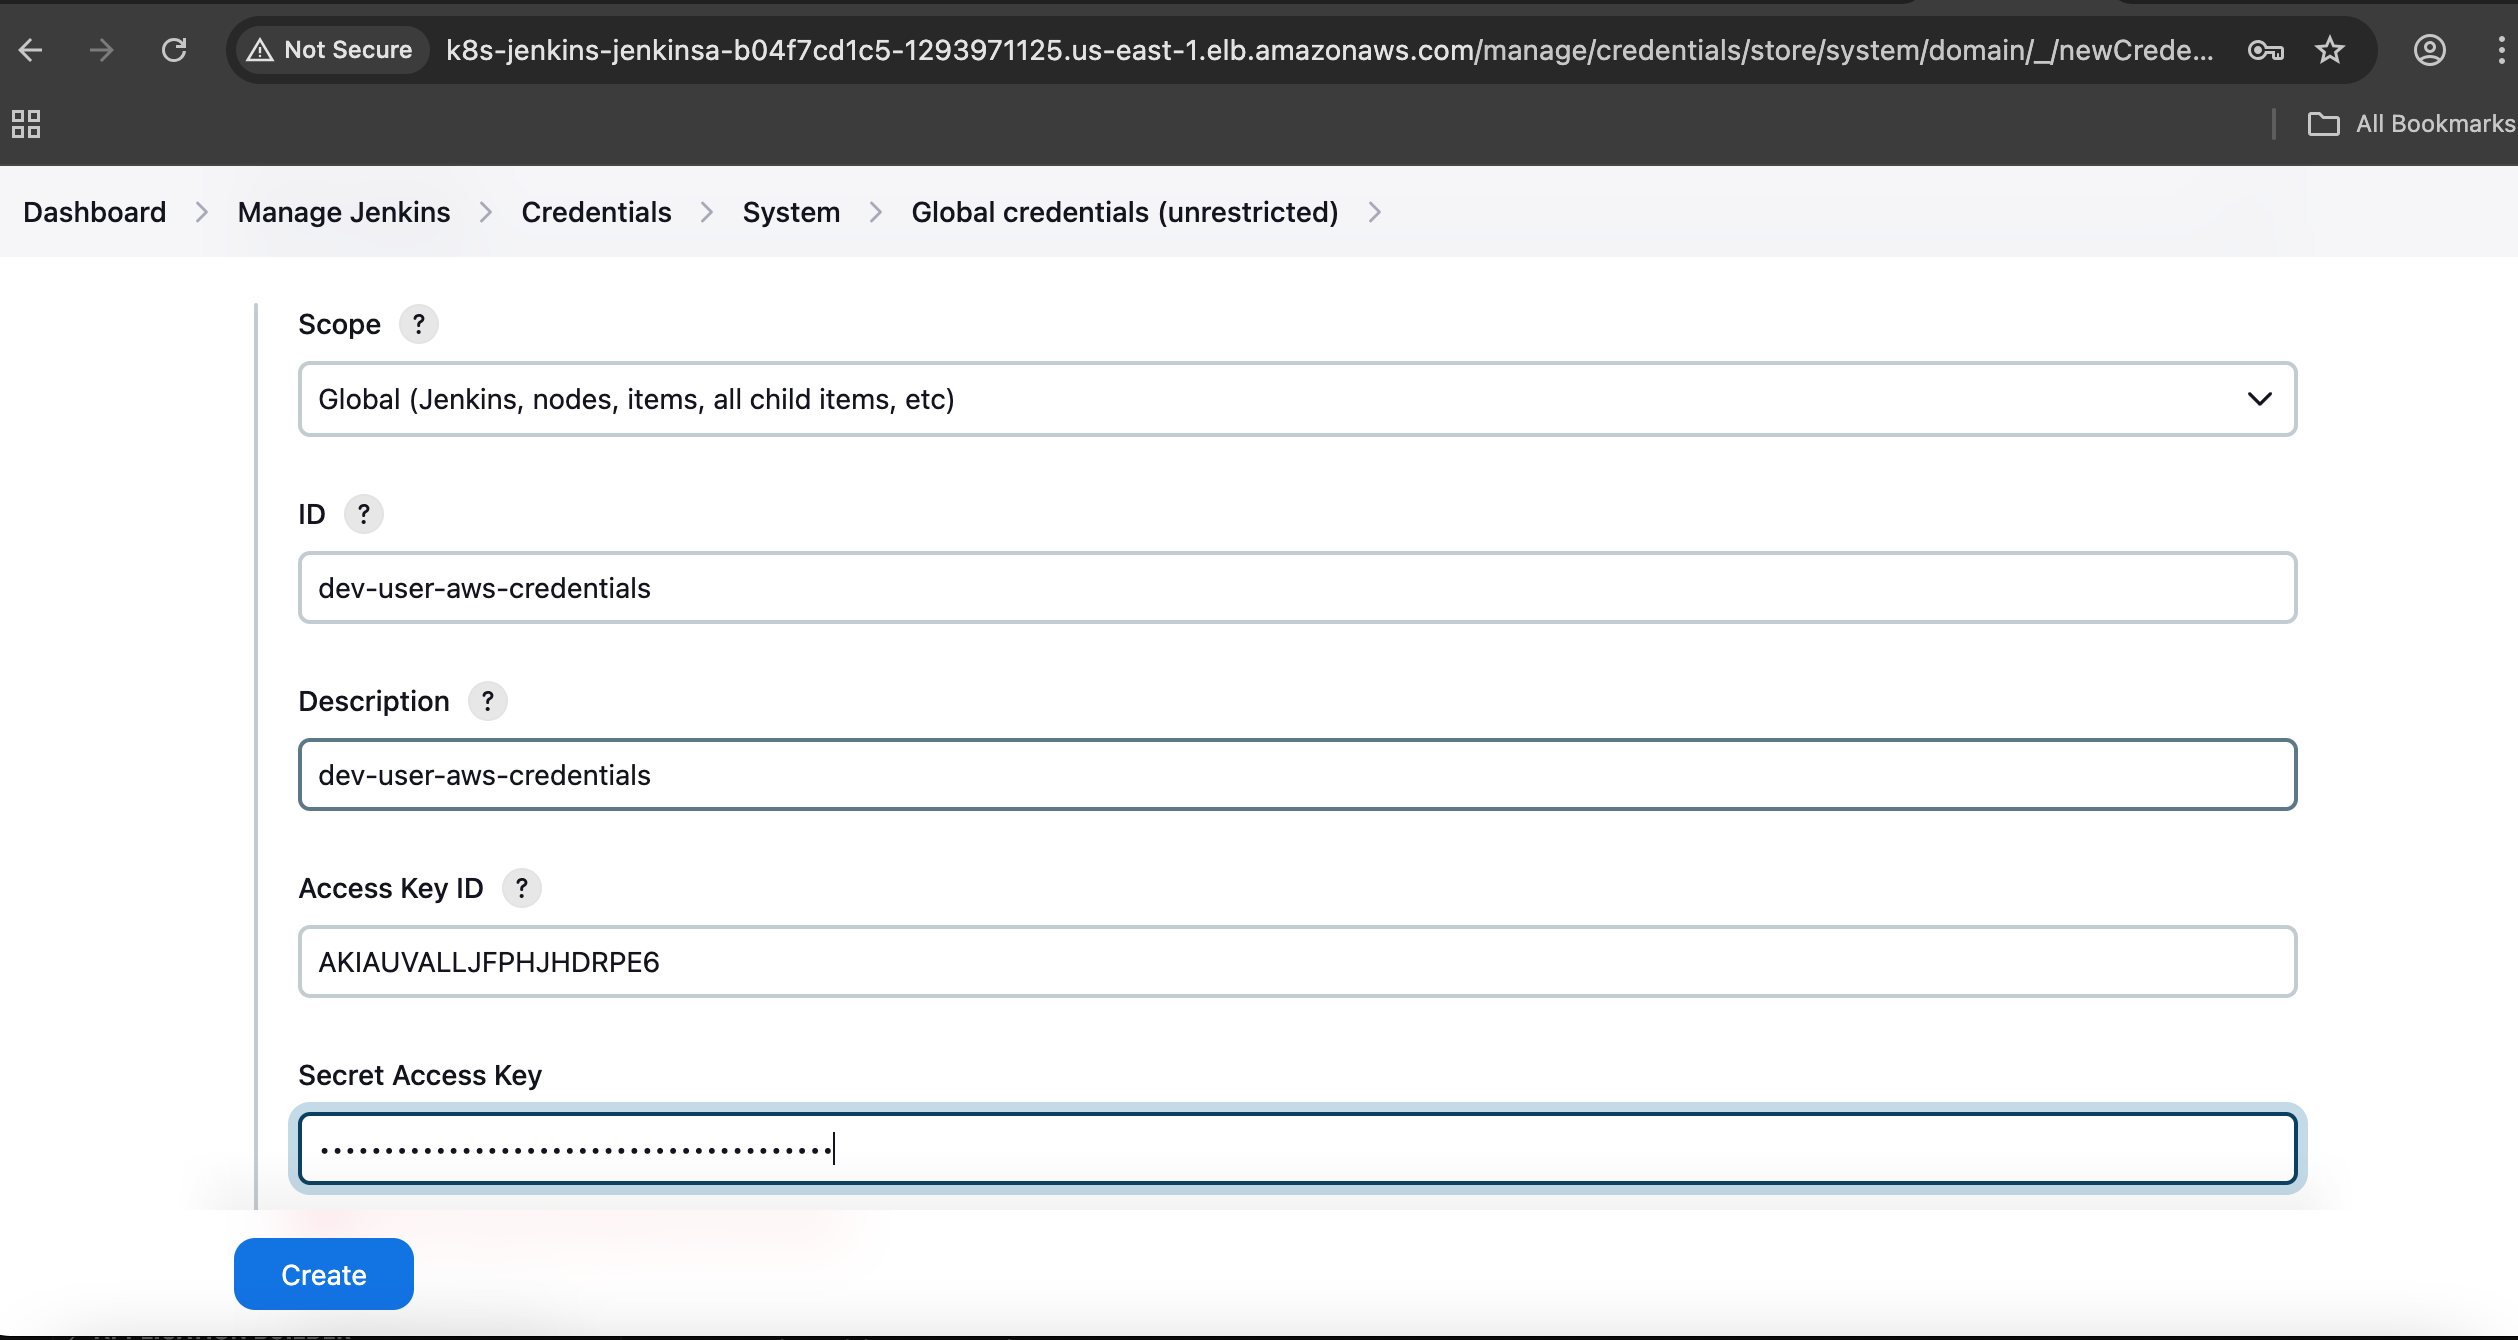 Not Secure k8s-jenkins-jenkinsa-b04f7cd1c5-1293971125.us-east-1.elb.amazonaws.com/manage/credentials/store/system/domain/_/newCrede...
All Bookmarks
Dashboard > Manage Jenkins > Credentials > System > Global credentials (unrestricted) >
Scope ?
Global (Jenkins, nodes, items, all child items, etc)
ID ?
dev-user-aws-credentials
Description ?
dev-user-aws-credentials
Access Key ID ?
AKIAUVALLJFPHJHDRPE6
Secret Access Key
••••••••••••••••••••••••••••••••••••••••
Create